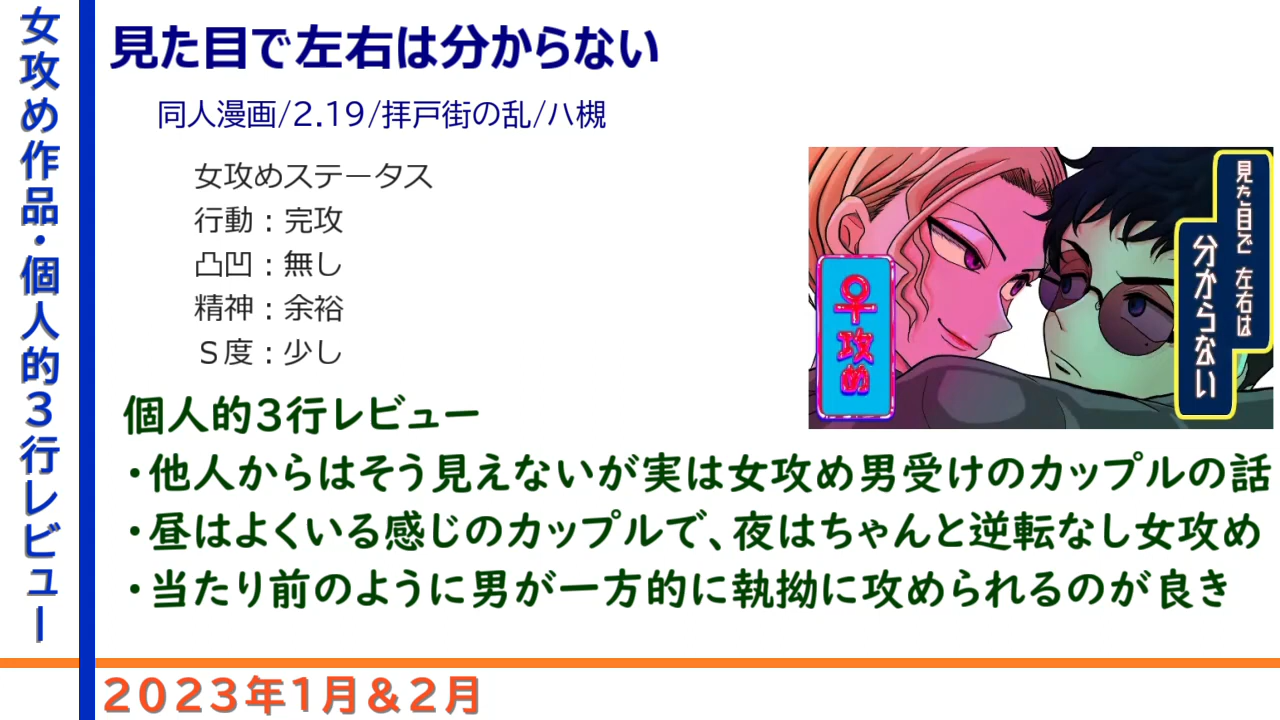 女攻め作品・個人的3行レビュー
見た目で左右は分からない
同人漫画/2.19/拝戸街の乱/ハ槻
女攻めステータス
行動：完攻
凸凹：無し
精神：余裕
S度：少し
見た目で左右は
分からない
♀攻め
個人的3行レビュー
・他人からはそう見えないが実は女攻め男受けのカップルの話
・昼はよくいる感じのカップルで、夜はちゃんと逆転なし女攻め
・当たり前のように男が一方的に執拗に攻められるのが良き
2023年1月&2月